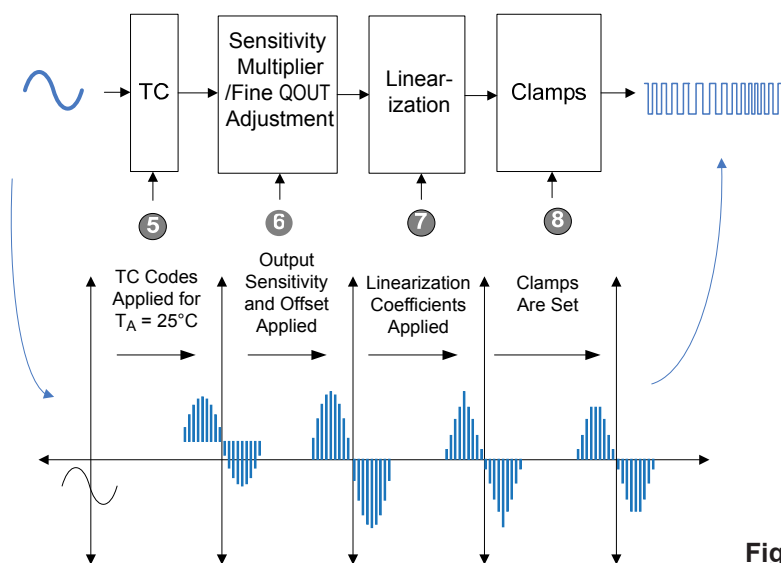 TC
Sensitivity
Multiplier
/Fine QOUT
Adjustment
Linear-
ization
Clamps
5
6
7
8
TC Codes
Applied for
TA = 25°C
Output
Sensitivity
and Offset
Applied
Linearization
Coefficients
Applied
Clamps
Are Set
Fig